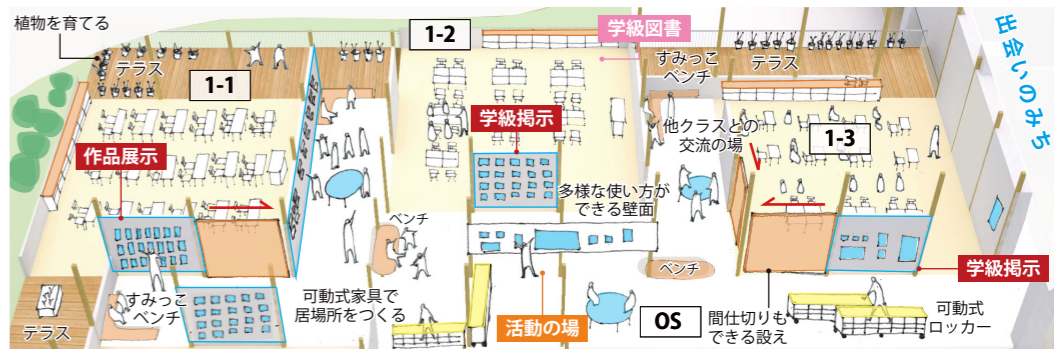 植物を育てる
テラス
1-1
1-2
学級図書
すみっこ
ベンチ
テラス
出会いのみち
作品展示
学級掲示
他クラスとの
交流の場
1-3
多様な使い方が
できる壁面
ベンチ
ベンチ
学級掲示
テラス
すみっこ
ベンチ
可動式家具で
居場所をつくる
活動の場
OS
間仕切りも
できる設え
可動式
ロッカー